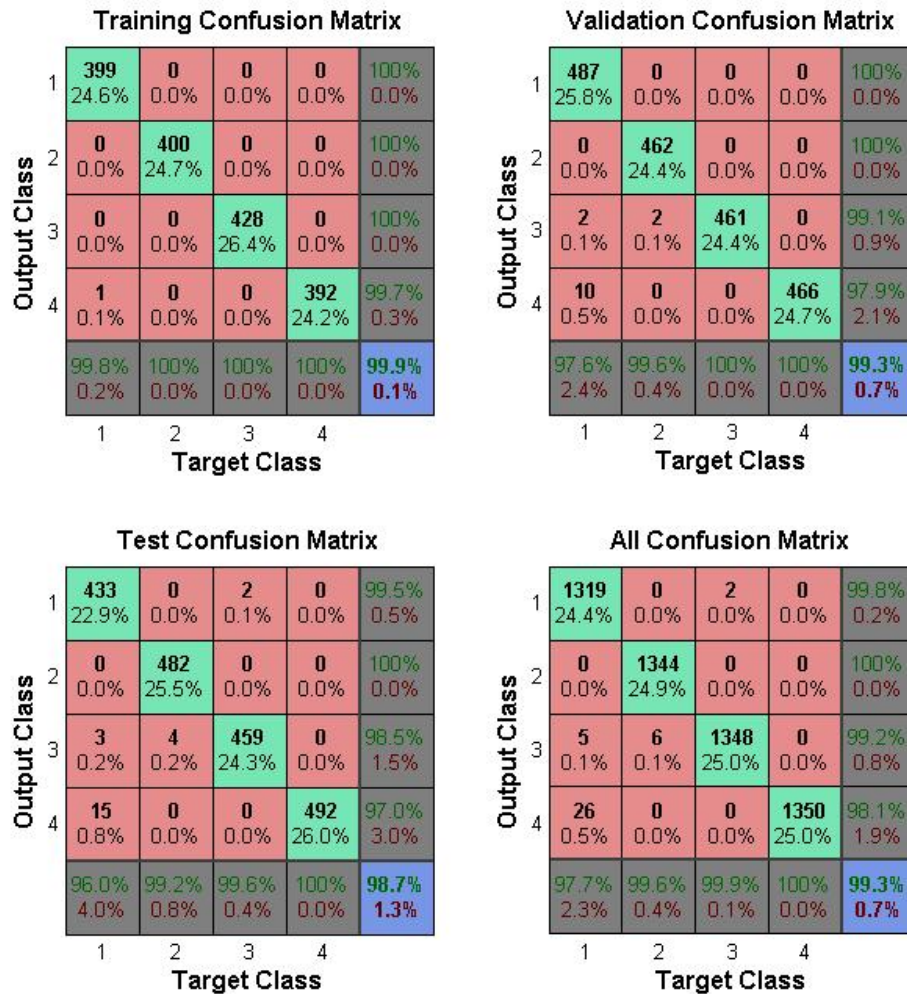 Training Confusion Matrix
Output Class
1
399 0 0 0 100%
24.6% 0.0% 0.0% 0.0% 0.0%
2
0 400 0 0 100%
0.0% 24.7% 0.0% 0.0% 0.0%
3
0 0 428 0 100%
0.0% 0.0% 26.4% 0.0% 0.0%
4
1 0 0 392 99.7%
0.1% 0.0% 0.0% 24.2% 0.3%
99.8% 100% 100% 100% 99.9%
0.2% 0.0% 0.0% 0.0% 0.1%
1 2 3 4
Target Class
Validation Confusion Matrix
Output Class
1
487 0 0 0 100%
25.8% 0.0% 0.0% 0.0% 0.0%
2
0 462 0 0 100%
0.0% 24.4% 0.0% 0.0% 0.0%
3
2 2 461 0 99.1%
0.1% 0.1% 24.4% 0.0% 0.9%
4
10 0 0 466 97.9%
0.5% 0.0% 0.0% 24.7% 2.1%
97.6% 99.6% 100% 100% 99.3%
2.4% 0.4% 0.0% 0.0% 0.7%
1 2 3 4
Target Class
Test Confusion Matrix
Output Class
1
433 0 2 0 99.5%
22.9% 0.0% 0.1% 0.0% 0.5%
2
0 482 0 0 100%
0.0% 25.5% 0.0% 0.0% 0.0%
3
3 4 459 0 98.5%
0.2% 0.2% 24.3% 0.0% 1.5%
4
15 0 0 492 97.0%
0.8% 0.0% 0.0% 26.0% 3.0%
96.0% 99.2% 99.6% 100% 98.7%
4.0% 0.8% 0.4% 0.0% 1.3%
1 2 3 4
Target Class
All Confusion Matrix
Output Class
1
1319 0 2 0 99.8%
24.4% 0.0% 0.0% 0.0% 0.2%
2
0 1344 0 0 100%
0.0% 24.9% 0.0% 0.0% 0.0%
3
5 6 1348 0 99.2%
0.1% 0.1% 25.0% 0.0% 0.8%
4
26 0 0 1350 98.1%
0.5% 0.0% 0.0% 25.0% 1.9%
97.7% 99.6% 99.9% 100% 99.3%
2.3% 0.4% 0.1% 0.0% 0.7%
1 2 3 4
Target Class